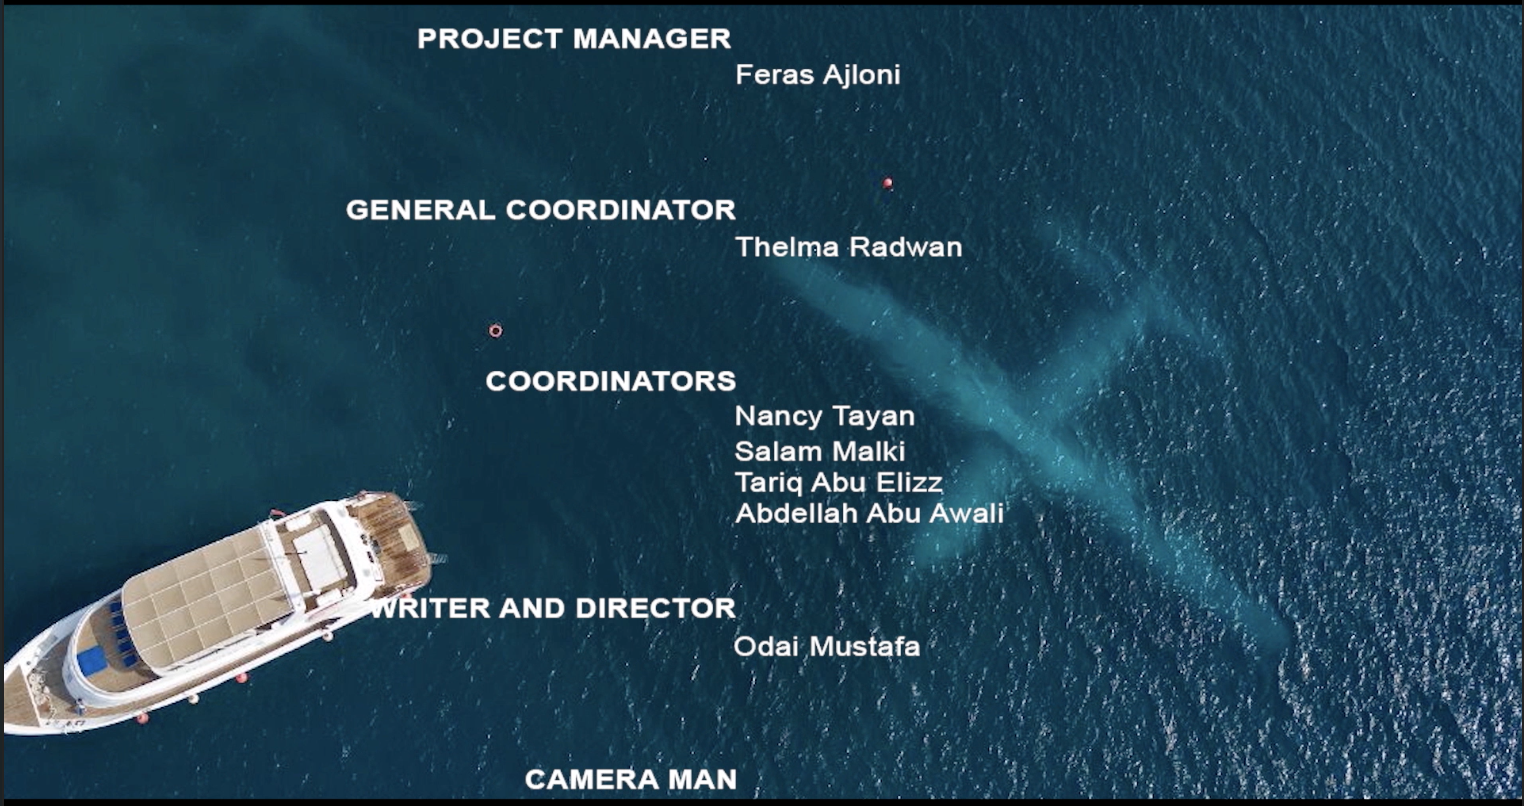 PROJECT MANAGER
Feras Ajloni
GENERAL COORDINATOR
Thelma Radwan
COORDINATORS
Nancy Tayan
Salam Malki
Tariq Abu Elizz
Abdellah Abu Awali
WRITER AND DIRECTOR
Odai Mustafa
CAMERA MAN